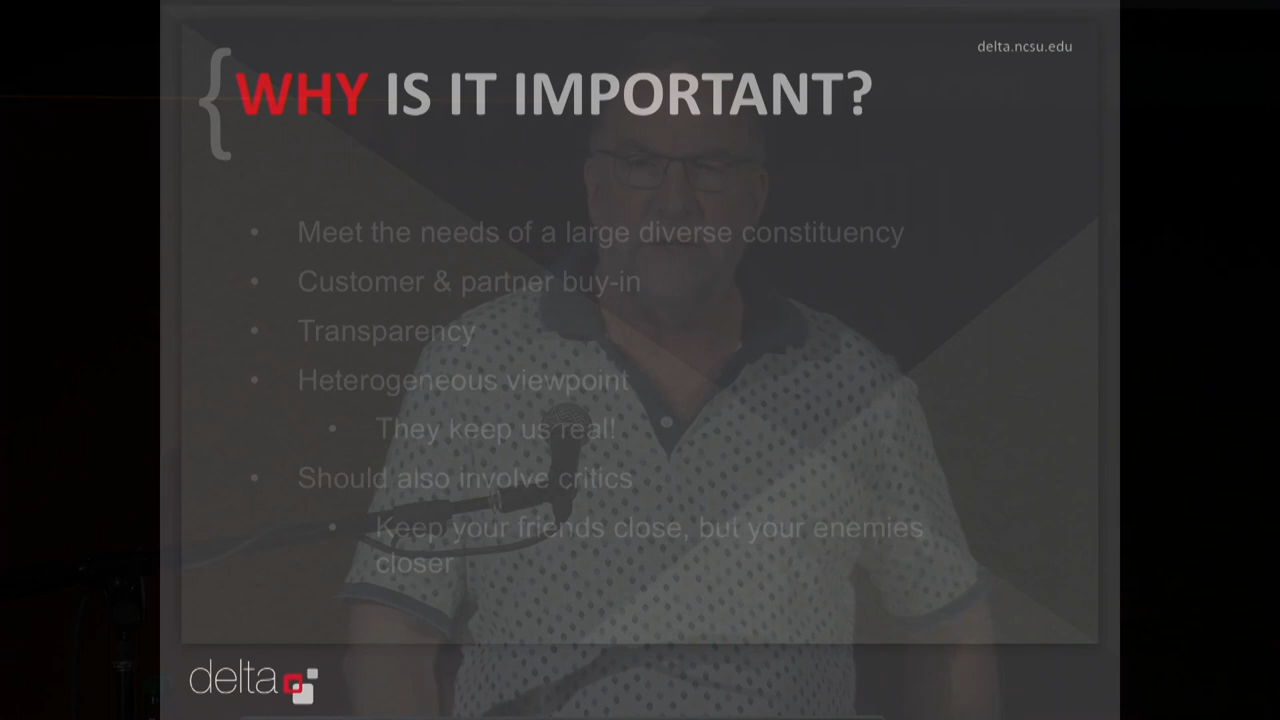 delta.ncsu.edu
{WHY IS IT IMPORTANT?
• Meet the needs of a large diverse constituency
• Customer & partner buy-in
• Transparency
• Heterogeneous viewpoint
• They keep us real!
• Should also involve critics
• Keep your friends close, but your enemies
closer
delta